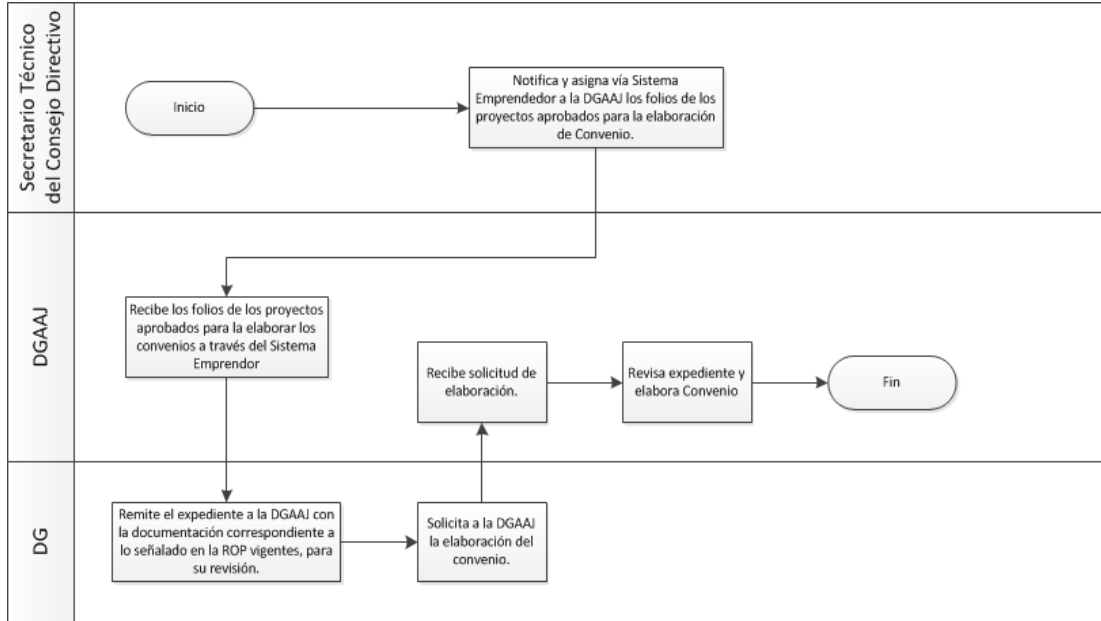 Secretario Técnico
del Consejo Directivo
Inicio
Notifica y asigna vía Sistema
Emprendedor a la DGAAJ los folios de los
proyectos aprobados para la elaboración
de Convenio.
DGAAJ
Recibe los folios de los proyectos
aprobados para la elaborar los
convenios a través del Sistema
Emprendor
Recibe solicitud de
elaboración.
Revisa expediente y
elabora Convenio
Fin
DG
Remite el expediente a la DGAAJ con
la documentación correspondiente a
lo señalado en la ROP vigentes, para
su revisión.
Solicita a la DGAAJ
la elaboración del
convenio.